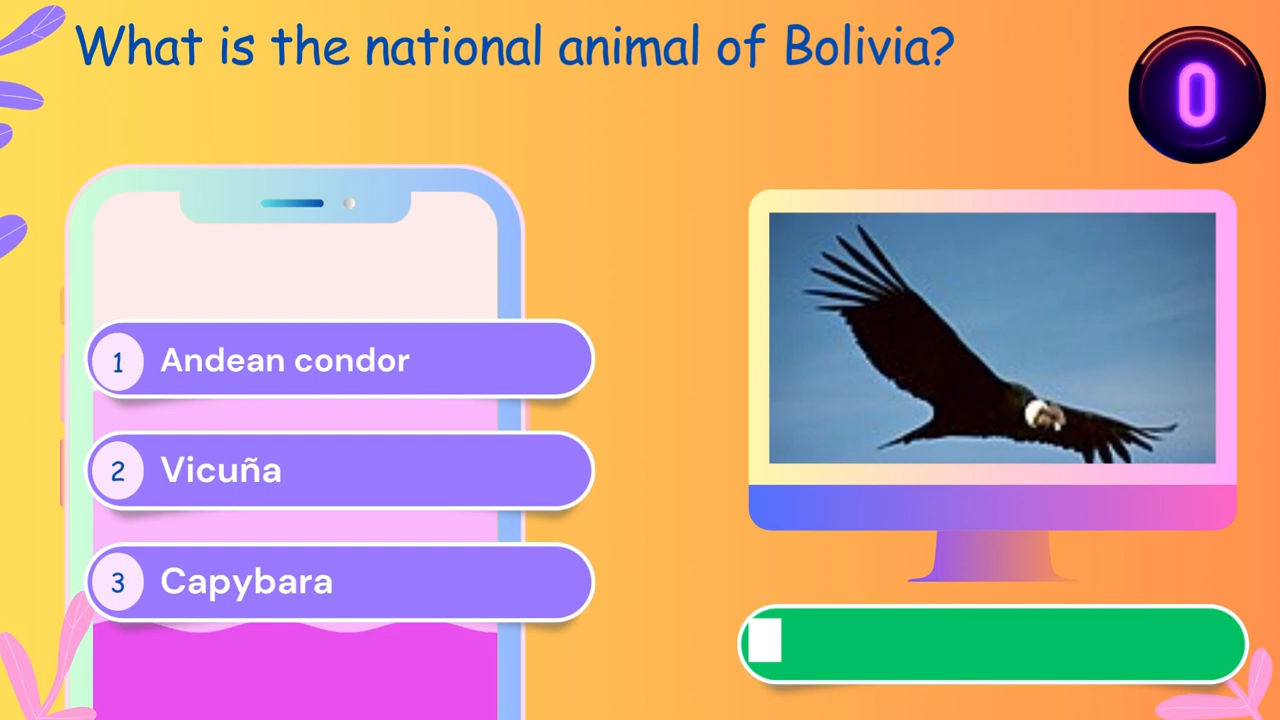 What is the national animal of Bolivia?
0
1 Andean condor
2 Vicuña
3 Capybara